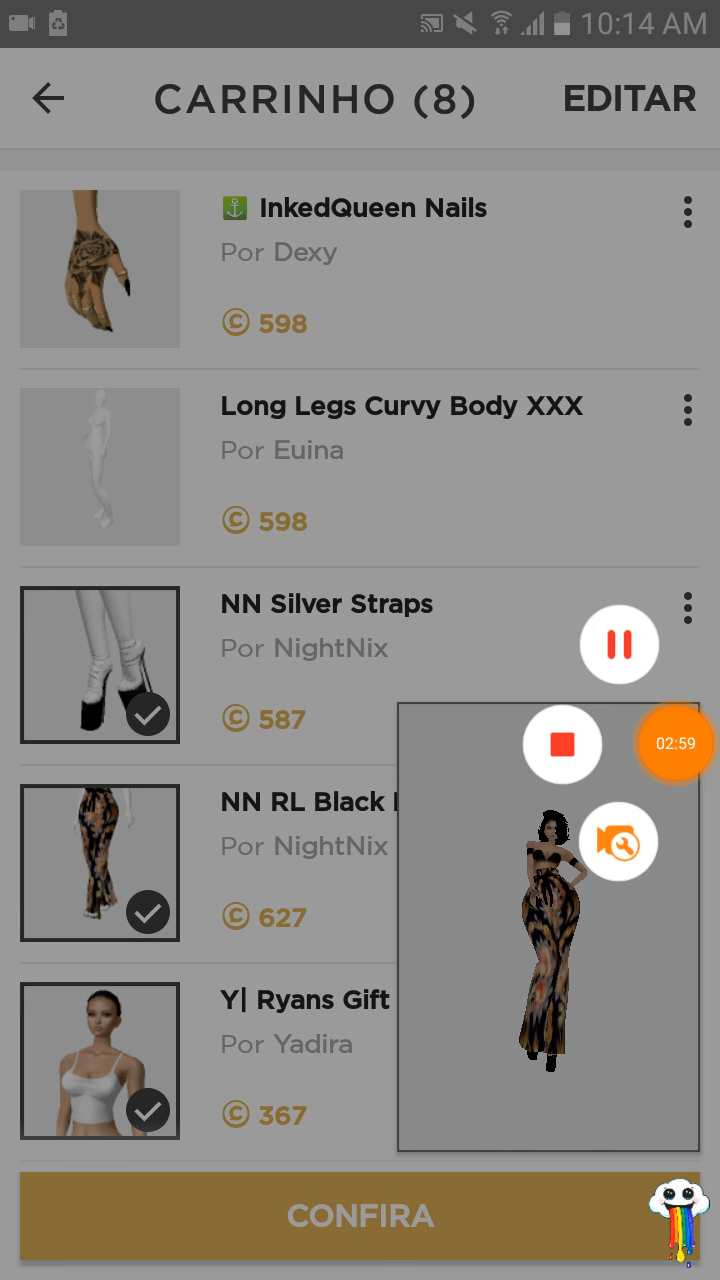 10:14 AM
CARRINHO (8)
EDITAR
InkedQueen Nails
Por Dexy
© 598
Long Legs Curvy Body XXX
Por Euina
© 598
NN Silver Straps
Por NightNix
© 587
02:59
NN RL Black
Por NightNix
© 627
Y| Ryans Gift
Por Yadira
© 367
CONFIRA